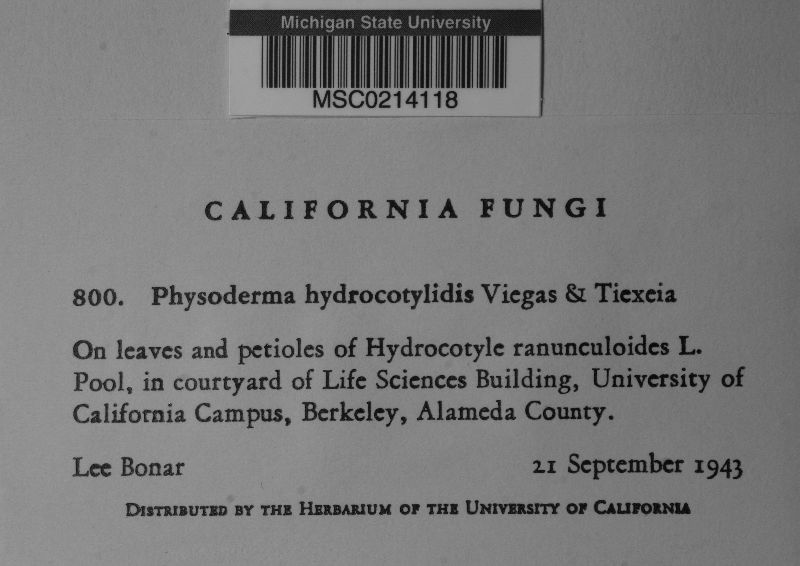 Michigan State University
MSC0214118
CALIFORNIA FUNGI
800. Physoderma hydrocotylidis Viegas & Tiexeia
On leaves and petioles of Hydrocotyle ranunculoides L.
Pool, in courtyard of Life Sciences Building, University of
California Campus, Berkeley, Alameda County.
Lee Bonar 21 September 1943
Distributed by the Herbarium of the University of California